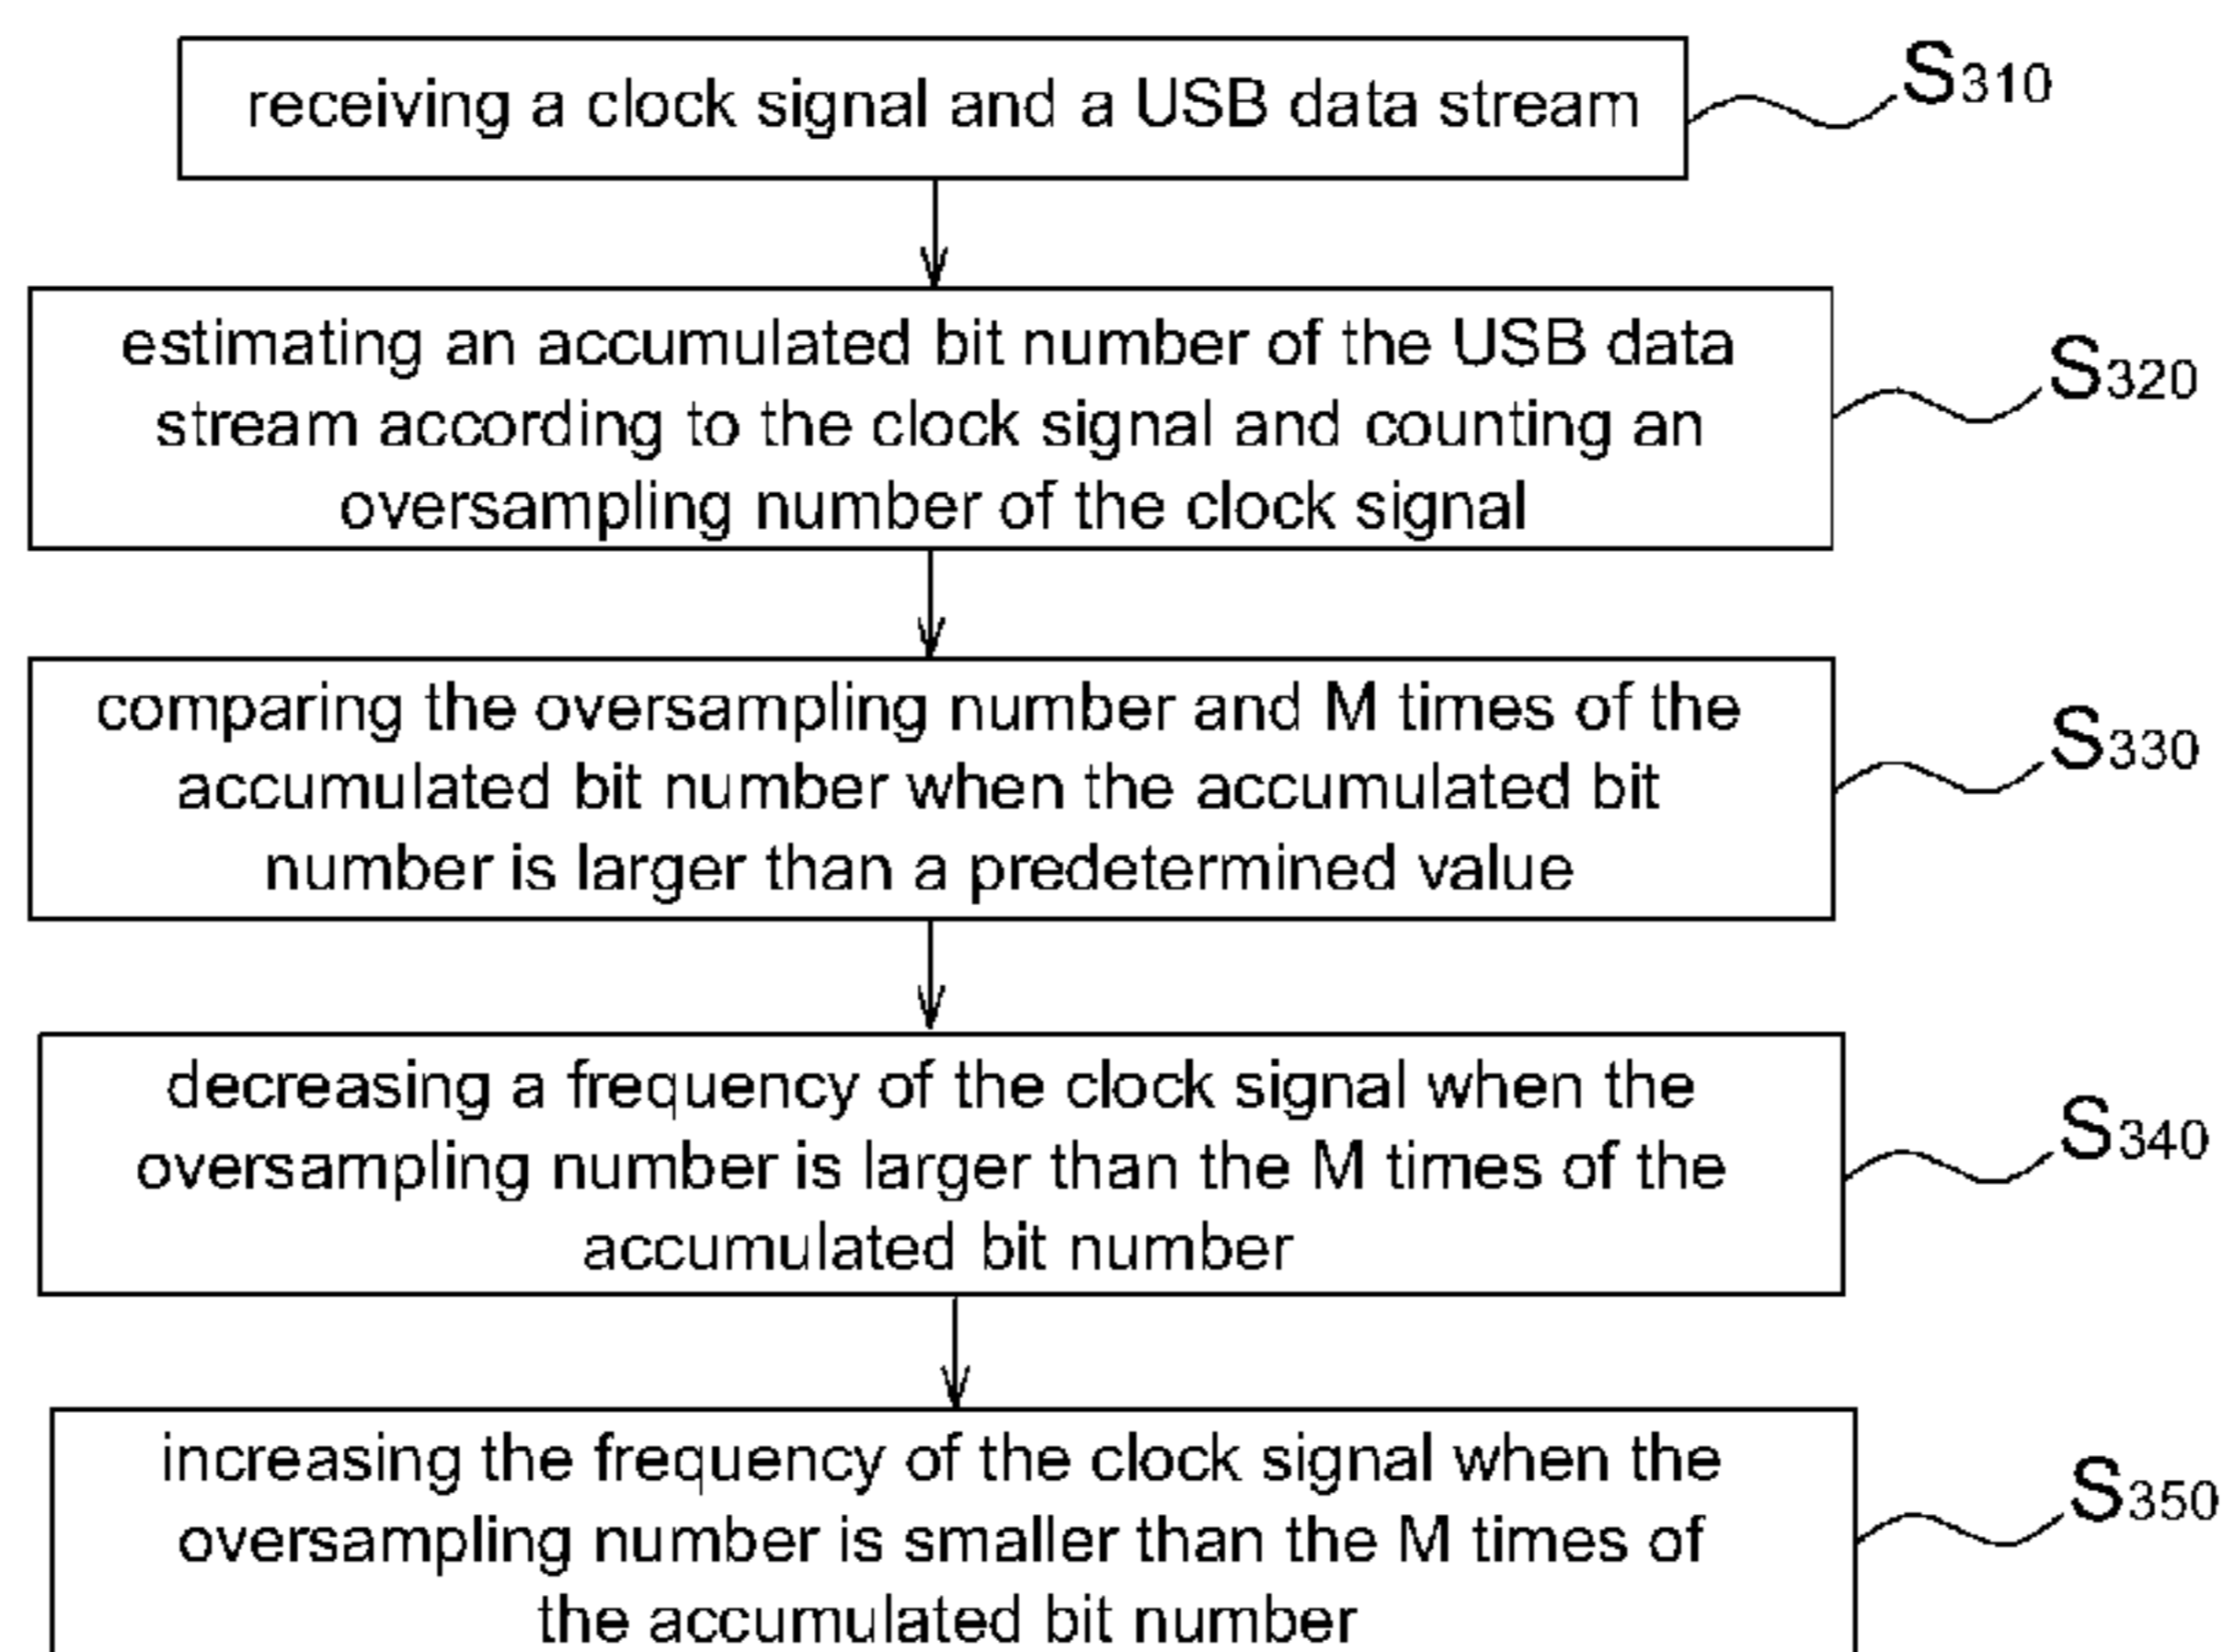 receiving a clock signal and a USB data stream
S310
estimating an accumulated bit number of the USB data
stream according to the clock signal and counting an
oversampling number of the clock signal
S320
comparing the oversampling number and M times of the
accumulated bit number when the accumulated bit
number is larger than a predetermined value
S330
decreasing a frequency of the clock signal when the
oversampling number is larger than the M times of the
accumulated bit number
S340
increasing the frequency of the clock signal when the
oversampling number is smaller than the M times of
the accumulated bit number
S350